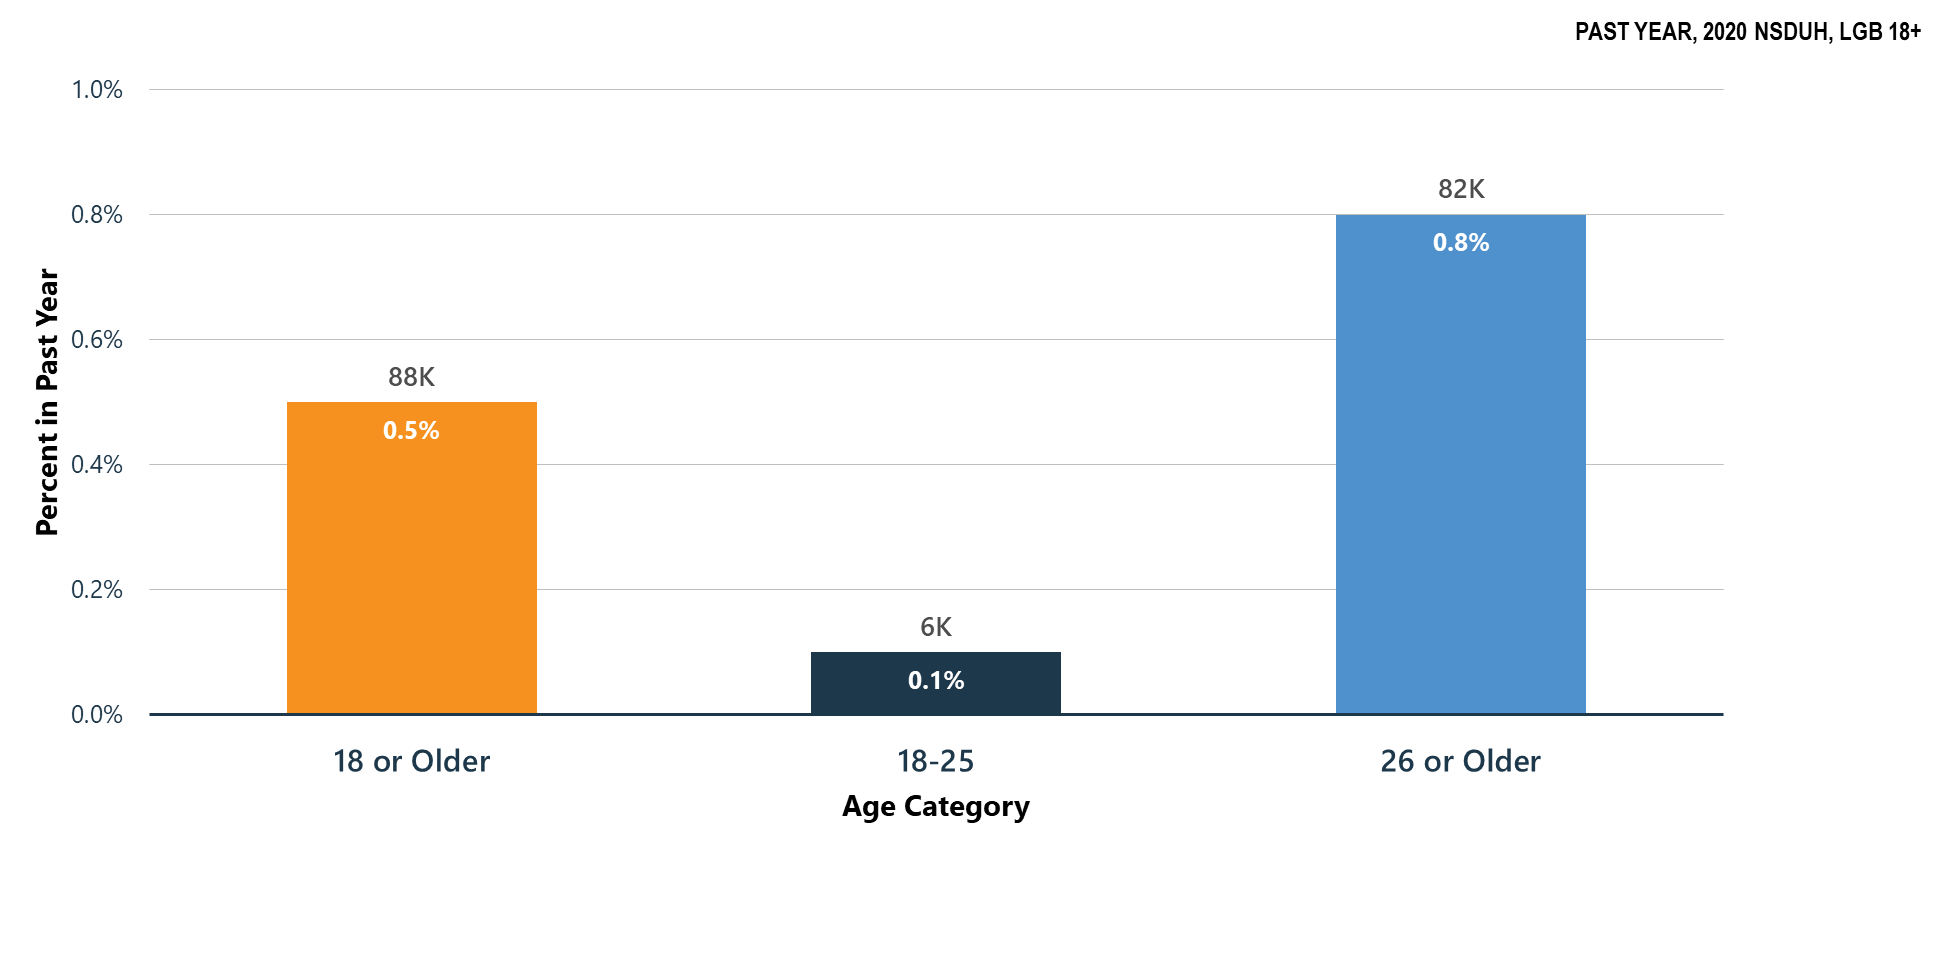 PAST YEAR, 2020 NSDUH, LGB 18+
Percent in Past Year
1.0%
0.8%
0.6%
0.4%
0.2%
0.0%
88K
0.5%
6K
0.1%
82K
0.8%
18 or Older
18-25
26 or Older
Age Category